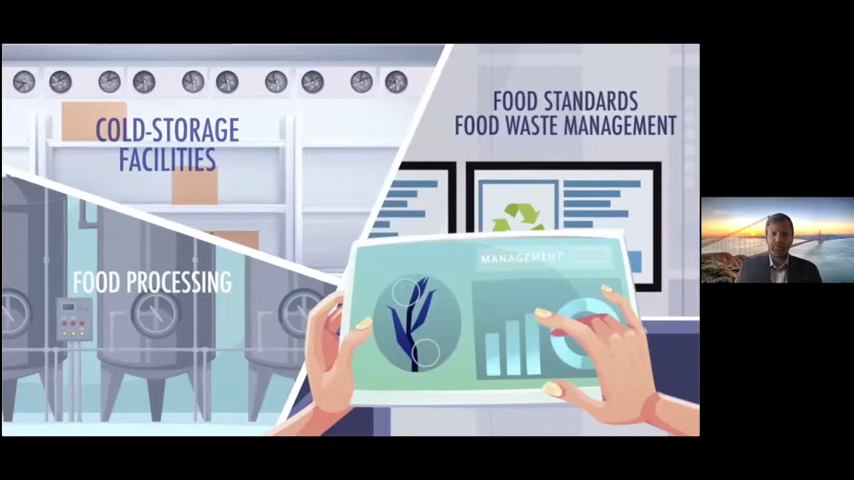 COLD-STORAGE
FACILITIES
FOOD PROCESSING
FOOD STANDARDS
FOOD WASTE MANAGEMENT
MANAGEMENT